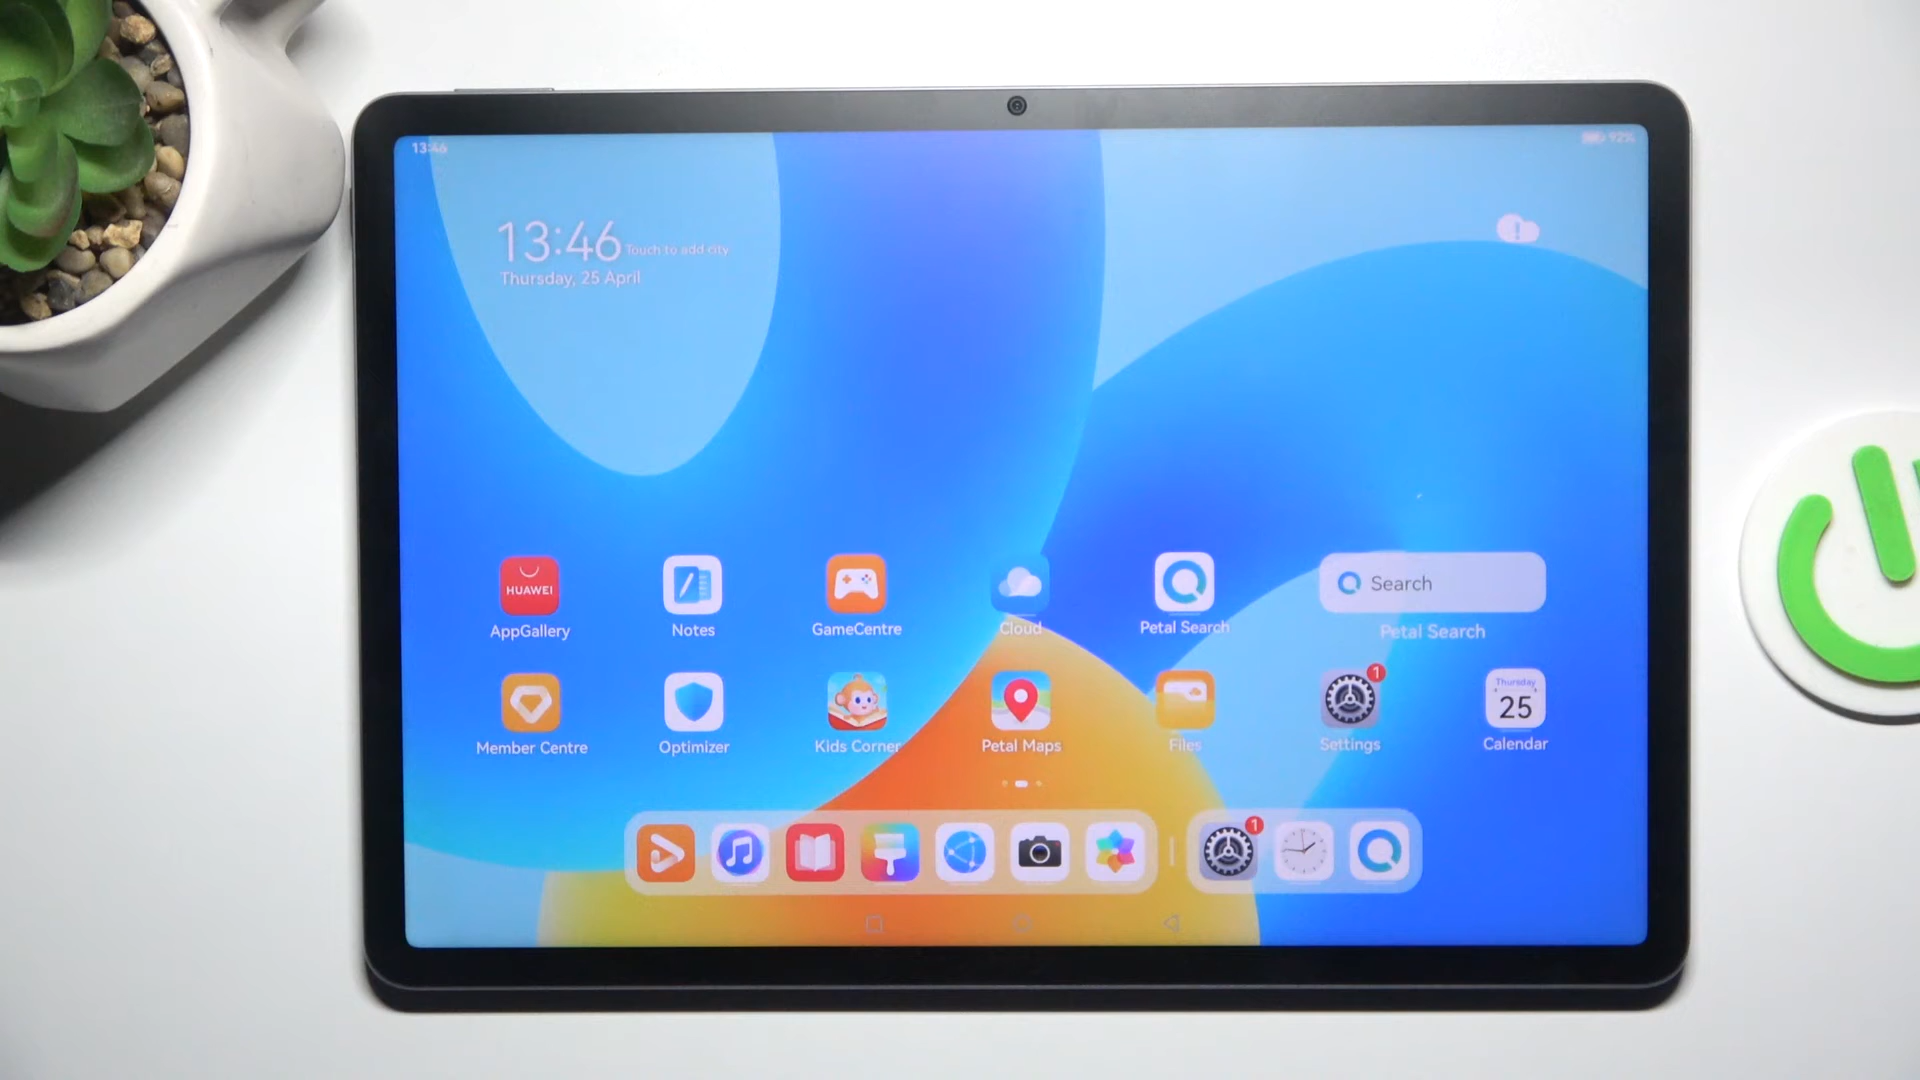 13:46
92%
13:46 Touch to add city
Thursday, 25 April
HUAWEI
Search
AppGallery
Notes
GameCentre
Cloud
Petal Search
Petal Search
1
Thursday
25
Member Centre
Optimizer
Kids Corner
Petal Maps
Files
Settings
Calendar
1